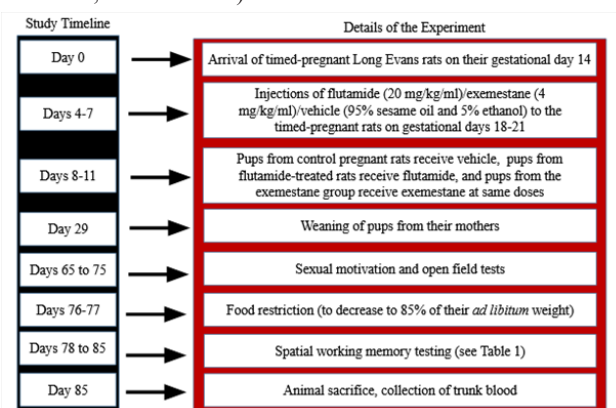 Study Timeline
Details of the Experiment
Day 0
Arrival of timed-pregnant Long Evans rats on their gestational day 14
Days 4-7
Injections of flutamide (20 mg/kg/ml)/exemestane (4
mg/kg/ml)/vehicle (95% sesame oil and 5% ethanol) to the
timed-pregnant rats on gestational days 18-21
Days 8-11
Pups from control pregnant rats receive vehicle, pups from
flutamide-treated rats receive flutamide, and pups from the
exemestane group receive exemestane at same doses
Day 29
Weaning of pups from their mothers
Days 65 to 75
Sexual motivation and open field tests
Days 76-77
Food restriction (to decrease to 85% of their ad libitum weight)
Days 78 to 85
Spatial working memory testing (see Table 1)
Day 85
Animal sacrifice, collection of trunk blood